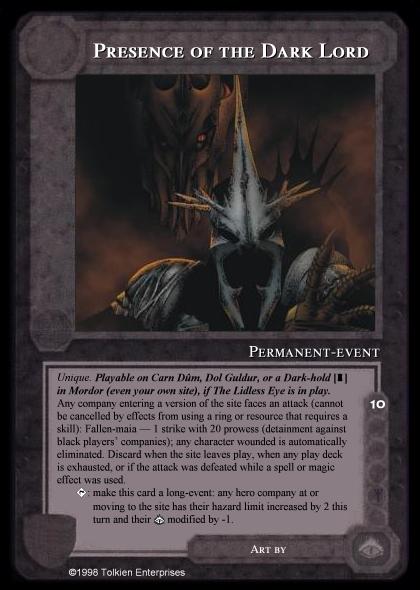 PRESENCE OF THE DARK LORD
PERMANENT-EVENT
Unique. Playable on Carn Dûm, Dol Guldur, or a Dark-hold [] in Mordor (even your own site), if The Lidless Eye is in play.
Any company entering a version of the site faces an attack (cannot
be cancelled by effects from using a ring or resource that requires a
skill): Fallen-maia — 1 strike with 20 prowess (detainment against
black players' companies); any character wounded is automatically
eliminated. Discard when the site leaves play, when any play deck
is exhausted, or if the attack was defeated while a spell or magic
effect was used.
: make this card a long-event: any hero company at or
moving to the site has their hazard limit increased by 2 this
turn and their modified by -1.
10
ART BY
©1998 Tolkien Enterprises